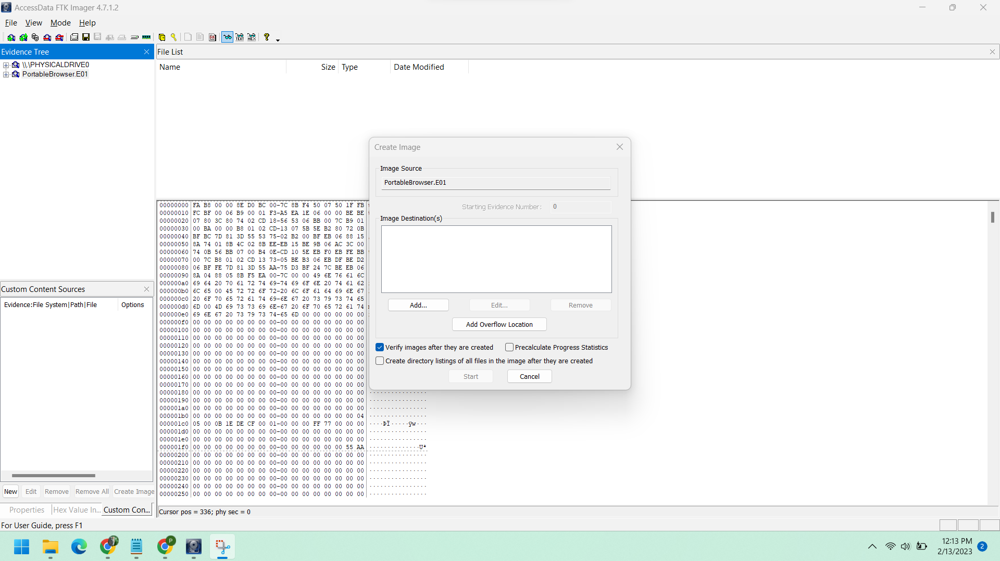 AccessData FTK Imager 4.7.1.2
File View Mode Help
Evidence Tree
\\.\PHYSICALDRIVE0
PortableBrowser.E01
File List
Name Size Type Date Modified
Create Image
Image Source
PortableBrowser.E01
Starting Evidence Number: 0
Image Destination(s)
Add... Edit... Remove
Add Overflow Location
Verify images after they are created Precalculate Progress Statistics
Create directory listings of all files in the image after they are created
Start Cancel
00000000 FA B8 00 00 8E D0 BC 00-7C 8B F4 50 07 50 1F FB
00000010 FC BF 00 06 B9 00 01 F3-A5 EA 1E 06 00 00 BE BE
00000020 07 80 3C 80 74 02 CD 18-56 53 06 BB 00 7C B9 01
00000030 00 BA 00 00 B8 01 02 CD-13 07 5B 5E B2 80 72 0B
00000040 BF BC 7D 81 3D 55 53 75-02 B2 00 BF EB 06 88 15
00000050 8A 74 01 8B 4C 02 8B EE-EB 15 BE 9B 06 AC 3C 00
00000060 74 0B 56 BB 07 00 B4 0E-CD 10 5E EB F0 EB FE BB
00000070 00 7C B8 01 02 CD 13 73-05 BE B3 06 EB DF BE D2
00000080 06 BF FE 7D 81 3D 55 AA-75 D3 BF 24 7C BE EB 06
00000090 8A 04 88 05 8B F5 EA 00-7C 00 00 49 6E 76 61 6C
000000a0 69 64 20 70 61 72 74 69-74 69 6F 6E 20 74 61 62
000000b0 6C 65 00 45 72 72 6F 72-20 6C 6F 61 64 69 6E 67
000000c0 20 6F 70 65 72 61 74 69-6E 67 20 73 79 73 74 65
000000d0 6D 00 4D 69 73 73 69 6E-67 20 6F 70 65 72 61 74
000000e0 69 6E 67 20 73 79 73 74-65 6D 00 00 00 00 00 00
000000f0 00 00 00 00 00 00 00 00-00 00 00 00 00 00 00 00
00000100 00 00 00 00 00 00 00 00-00 00 00 00 00 00 00 00
00000110 00 00 00 00 00 00 00 00-00 00 00 00 00 00 00 00
00000120 00 00 00 00 00 00 00 00-00 00 00 00 00 00 00 00
00000130 00 00 00 00 00 00 00 00-00 00 00 00 00 00 00 00
00000140 00 00 00 00 00 00 00 00-00 00 00 00 00 00 00 00
00000150 00 00 00 00 00 00 00 00-00 00 00 00 00 00 00 00
00000160 00 00 00 00 00 00 00 00-00 00 00 00 00 00 00 00
00000170 00 00 00 00 00 00 00 00-00 00 00 00 00 00 00 00
00000180 00 00 00 00 00 00 00 00-00 00 00 00 00 00 00 00 ················
00000190 00 00 00 00 00 00 00 00-00 00 00 00 00 00 00 00 ················
000001a0 00 00 00 00 00 00 00 00-00 00 00 00 00 00 00 00 ················
000001b0 00 00 00 00 00 00 00 00-00 00 00 00 00 00 00 04 ················
000001c0 05 00 0B 1E DE CF 00 01-00 00 00 FF 77 00 00 00 ····ÞÏ·····ÿw···
000001d0 00 00 00 00 00 00 00 00-00 00 00 00 00 00 00 00 ················
000001e0 00 00 00 00 00 00 00 00-00 00 00 00 00 00 00 00 ················
000001f0 00 00 00 00 00 00 00 00-00 00 00 00 00 00 55 AA ··············Uª
00000200 00 00 00 00 00 00 00 00-00 00 00 00 00 00 00 00 ················
00000210 00 00 00 00 00 00 00 00-00 00 00 00 00 00 00 00 ················
00000220 00 00 00 00 00 00 00 00-00 00 00 00 00 00 00 00 ················
00000230 00 00 00 00 00 00 00 00-00 00 00 00 00 00 00 00 ················
00000240 00 00 00 00 00 00 00 00-00 00 00 00 00 00 00 00 ················
00000250 00 00 00 00 00 00 00 00-00 00 00 00 00 00 00 00 ················
Custom Content Sources
Evidence:File System|Path|File Options
New Edit Remove Remove All Create Image
Properties Hex Value In... Custom Con...
Cursor pos = 336; phy sec = 0
For User Guide, press F1
12:13 PM
2/13/2023
2